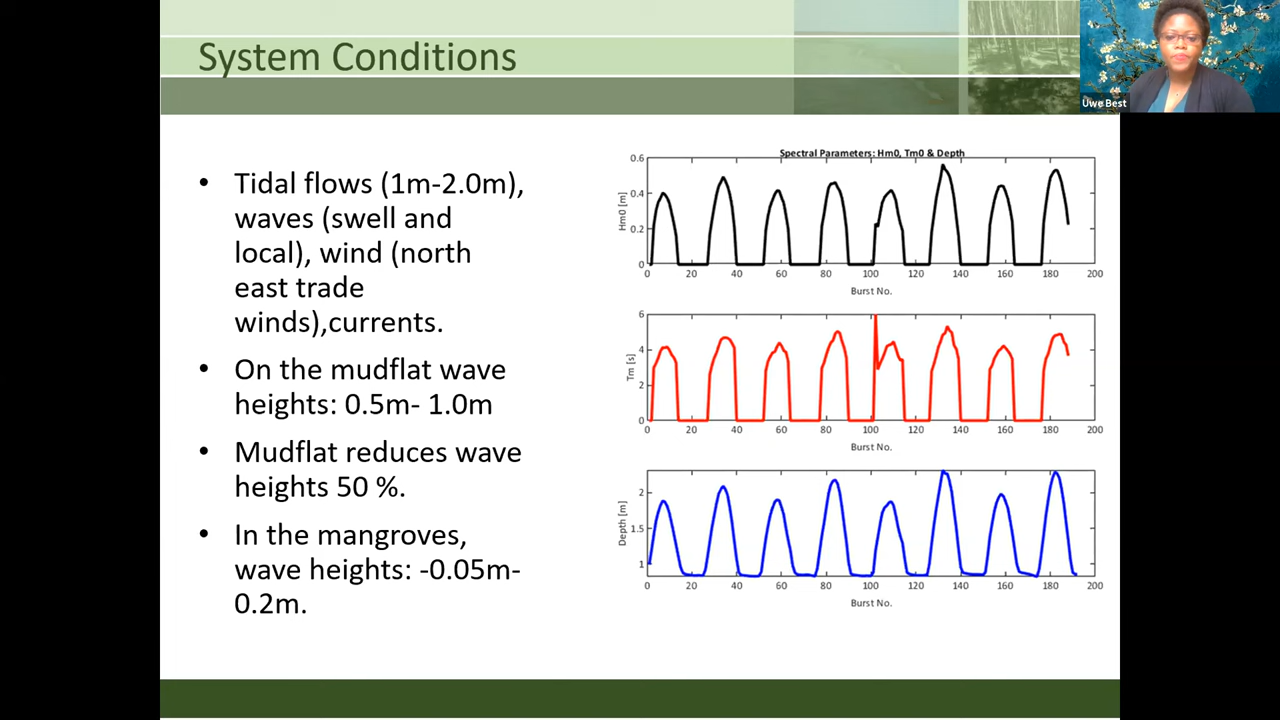 System Conditions
Uwe Best
• Tidal flows (1m-2.0m),
waves (swell and
local), wind (north
east trade
winds),currents.
• On the mudflat wave
heights: 0.5m- 1.0m
• Mudflat reduces wave
heights 50 %.
• In the mangroves,
wave heights: -0.05m-
0.2m.
Spectral Parameters: Hm0, Tm0 & Depth
Hm0 [m]
0.6
0.4
0.2
0
0 20 40 60 80 100 120 140 160 180 200
Burst No.
Tm [s]
6
4
2
0
0 20 40 60 80 100 120 140 160 180 200
Burst No.
Depth [m]
2
1.5
1
0 20 40 60 80 100 120 140 160 180 200
Burst No.